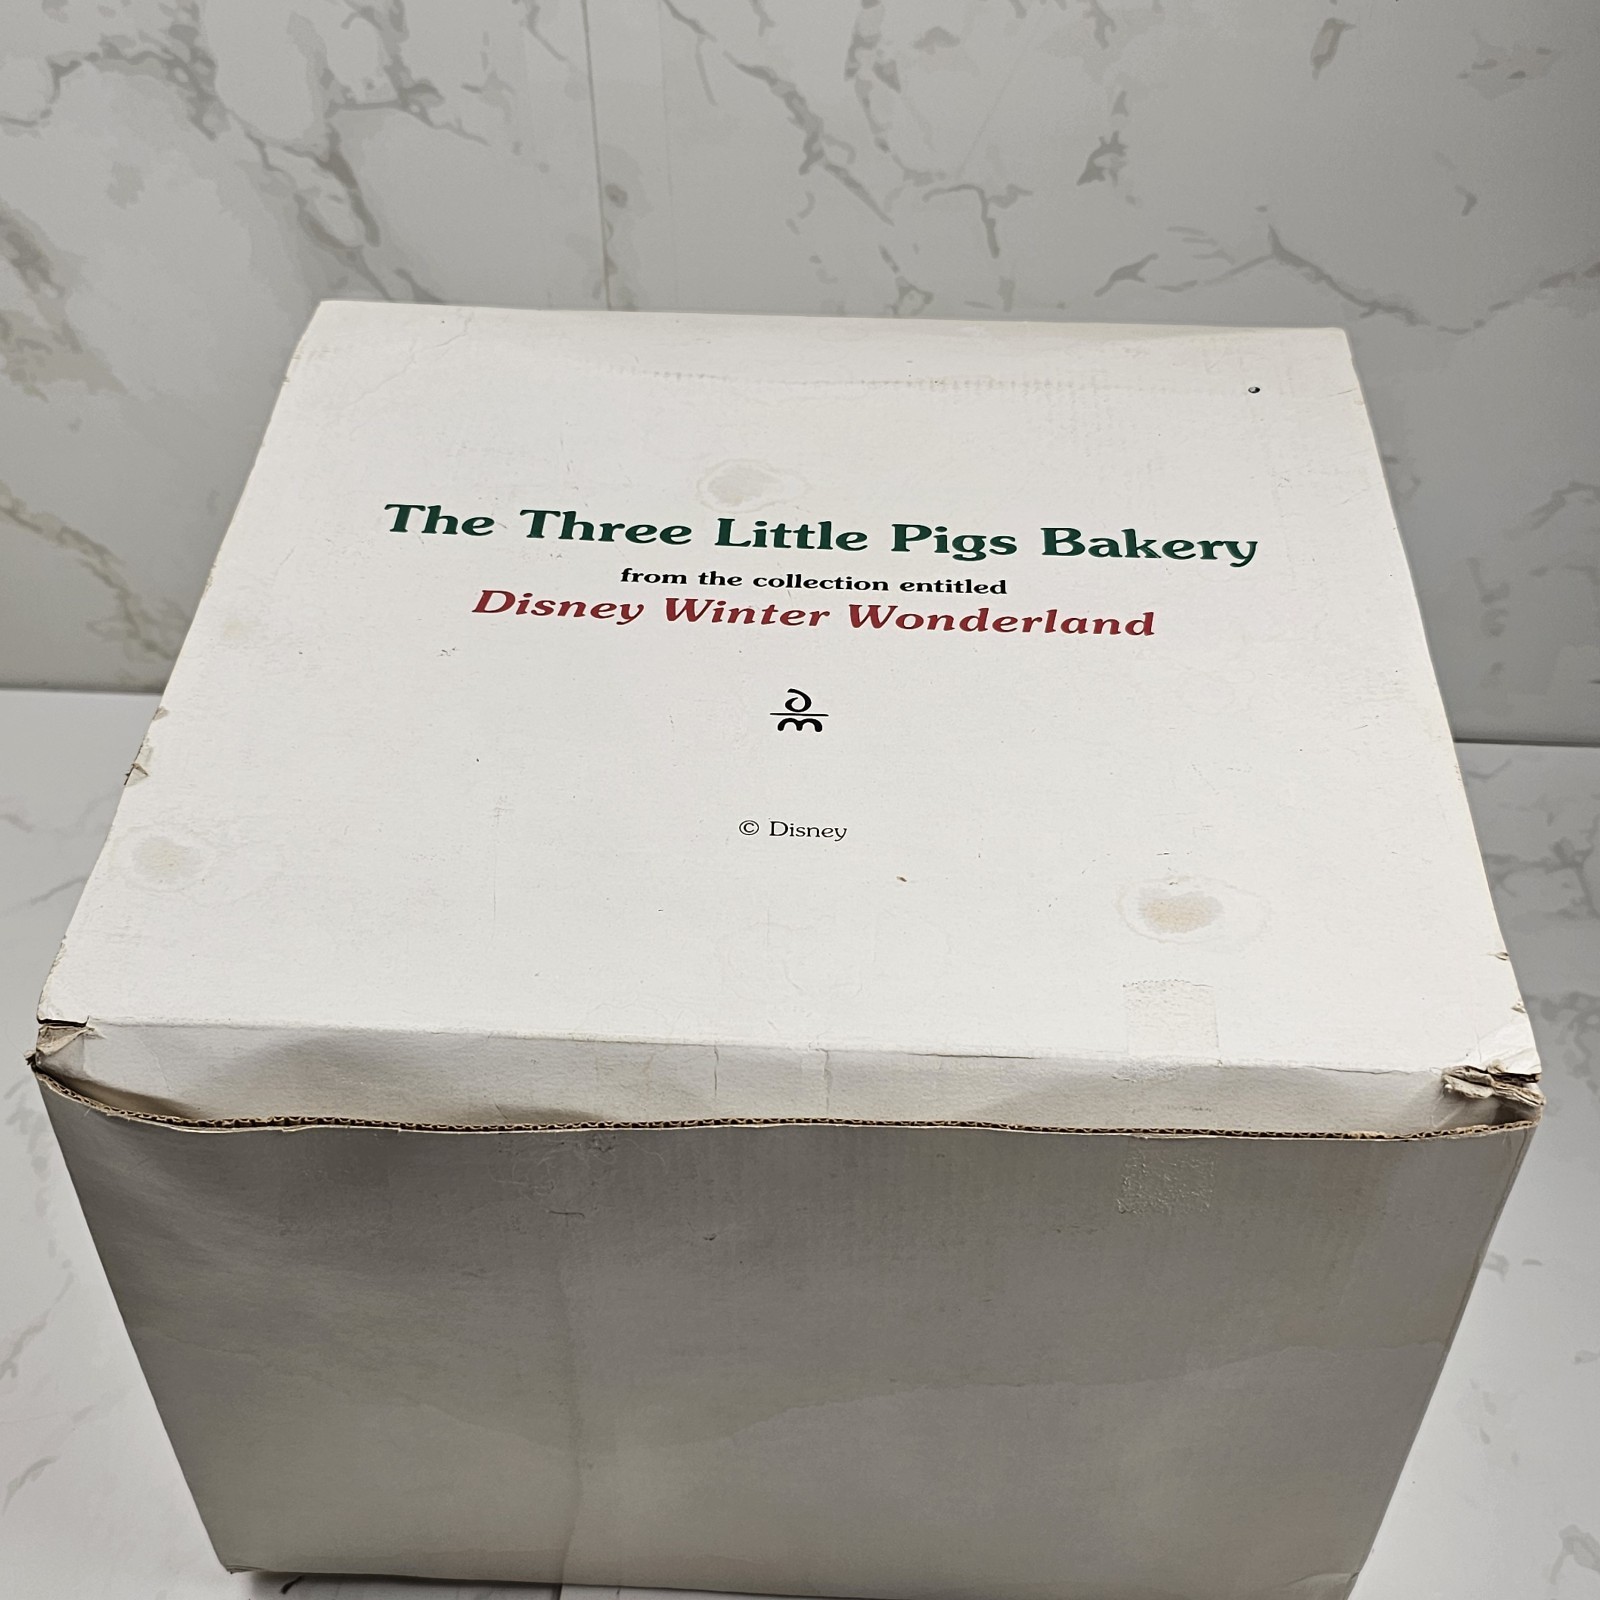 The Three Little Pigs Bakery
from the collection entitled
Disney Winter Wonderland
© Disney